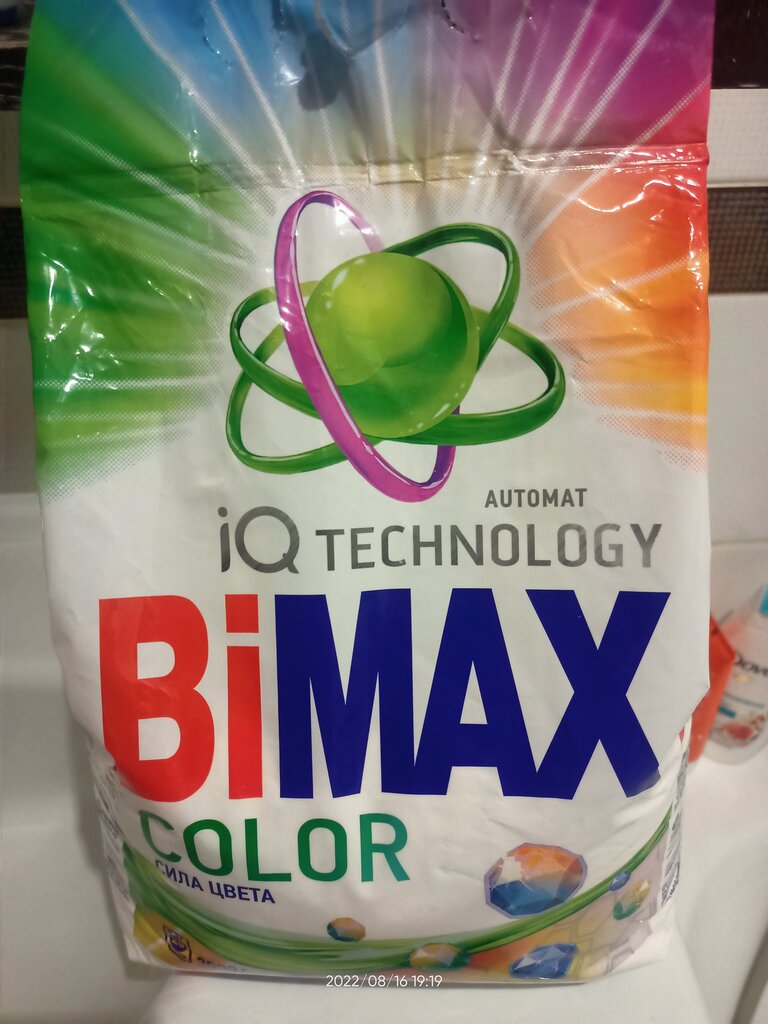 AUTOMAT
iQ TECHNOLOGY
BiMAX
COLOR
СИЛА ЦВЕТА
2022/08/16 19:19